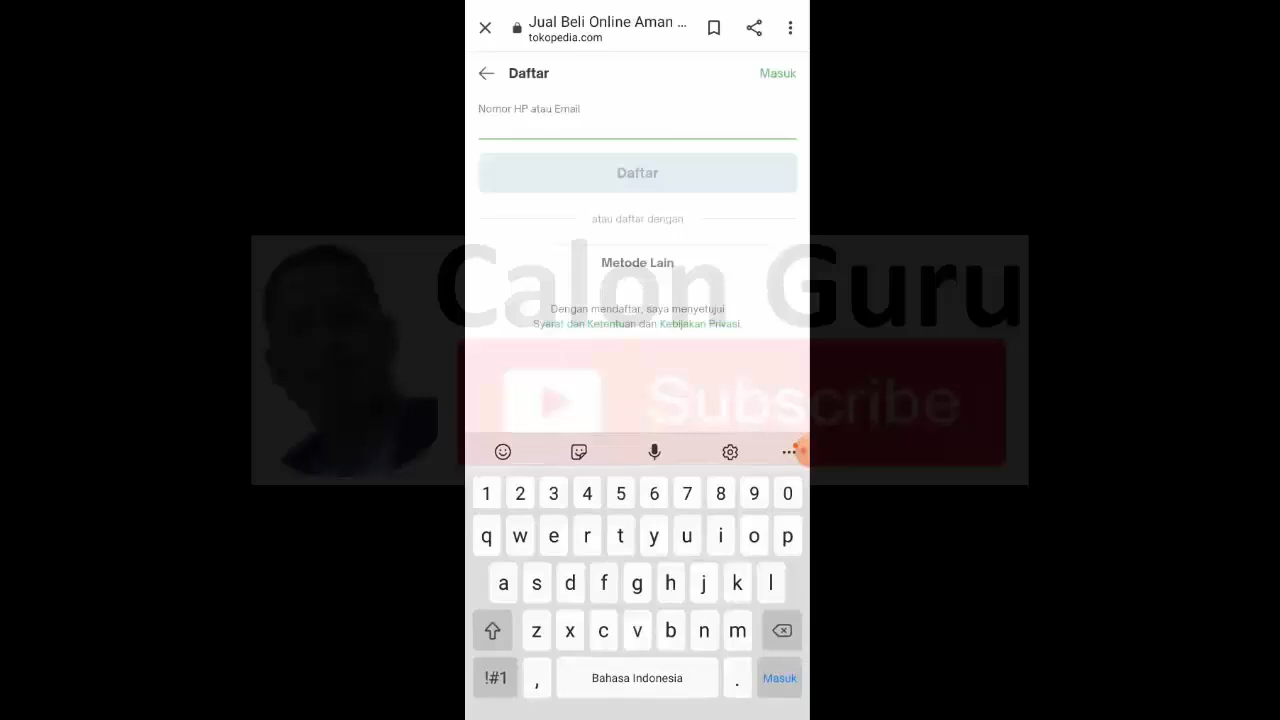 Jual Beli Online Aman ...
tokopedia.com
Daftar
Masuk
Nomor HP atau Email
Daftar
atau daftar dengan
Metode Lain
Calon Guru
Dengan mendaftar, saya menyetujui
Syarat dan Ketentuan dan Kebijakan Privasi.
Subscribe
1 2 3 4 5 6 7 8 9 0
q w e r t y u i o p
a s d f g h j k l
z x c v b n m
!#1 , Bahasa Indonesia . Masuk